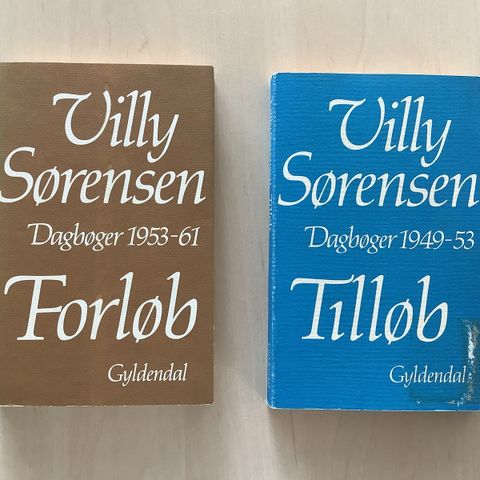 Villy
Sørensen
Dagbøger 1953-61
Forløb
Gyldendal
Villy
Sørensen
Dagbøger 1949-53
Tilløb
Gyldendal